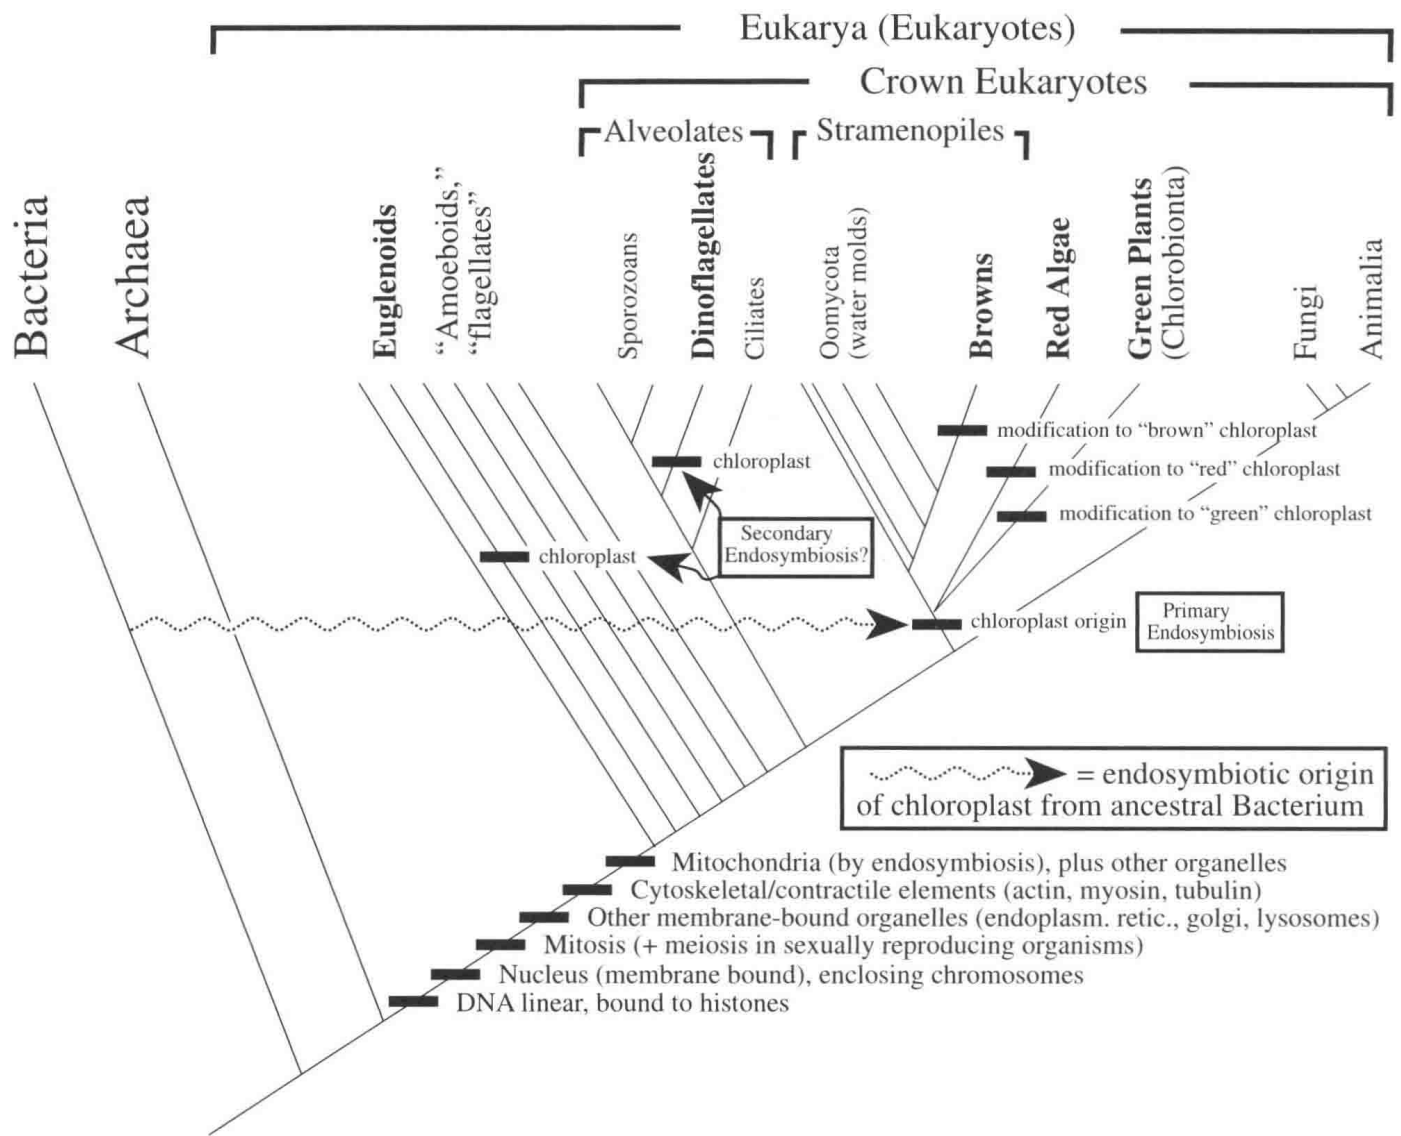 Eukarya (Eukaryotes)
Crown Eukaryotes
Alveolates
Stramenopiles
Bacteria
Archaea
Euglenoids
“Amoeboids,”
“flagellates”
Sporozoans
Dinoflagellates
Ciliates
Oomycota
(water molds)
Browns
Red Algae
Green Plants
(Chlorobionta)
Fungi
Animalia
modification to “brown” chloroplast
chloroplast
modification to “red” chloroplast
modification to “green” chloroplast
Secondary
Endosymbiosis?
chloroplast
chloroplast origin
Primary
Endosymbiosis
= endosymbiotic origin
of chloroplast from ancestral Bacterium
Mitochondria (by endosymbiosis), plus other organelles
Cytoskeletal/contractile elements (actin, myosin, tubulin)
Other membrane-bound organelles (endoplasm. retic., golgi, lysosomes)
Mitosis (+ meiosis in sexually reproducing organisms)
Nucleus (membrane bound), enclosing chromosomes
DNA linear, bound to histones